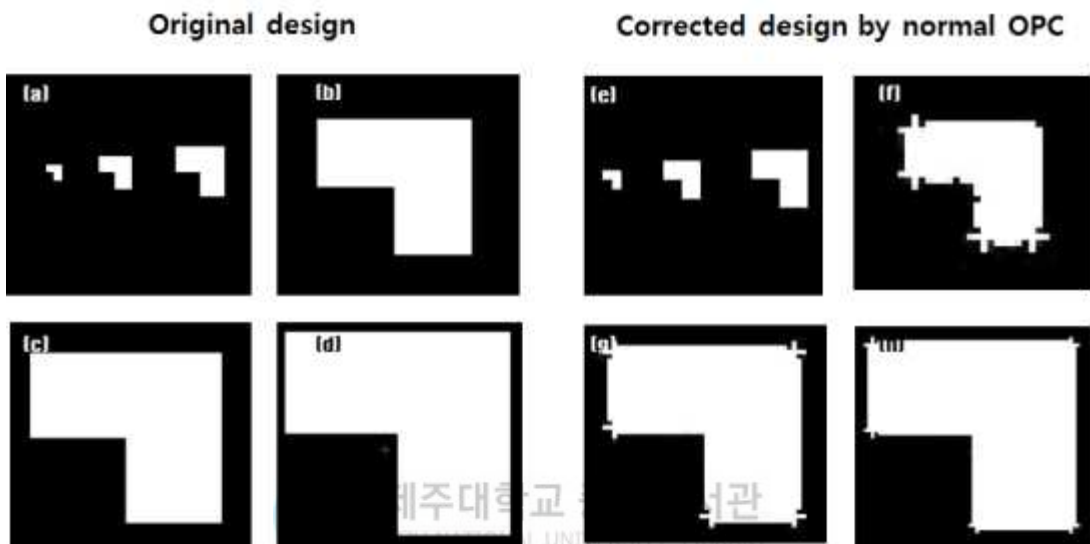 Original design
Corrected design by normal OPC
(a)
(b)
(e)
(f)
(c)
(d)
(g)
(h)
제주대학교